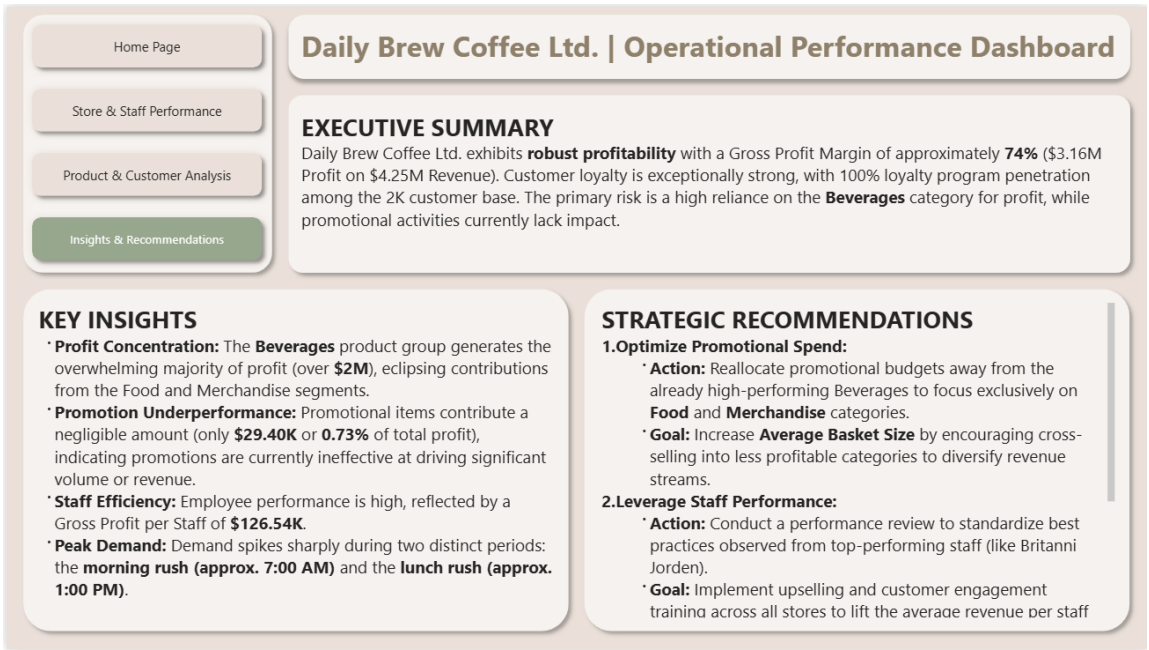 Home Page
Store & Staff Performance
Product & Customer Analysis
Insights & Recommendations
Daily Brew Coffee Ltd. | Operational Performance Dashboard
EXECUTIVE SUMMARY
Daily Brew Coffee Ltd. exhibits robust profitability with a Gross Profit Margin of approximately 74% ($3.16M
Profit on $4.25M Revenue). Customer loyalty is exceptionally strong, with 100% loyalty program penetration
among the 2K customer base. The primary risk is a high reliance on the Beverages category for profit, while
promotional activities currently lack impact.
KEY INSIGHTS
· Profit Concentration: The Beverages product group generates the
overwhelming majority of profit (over $2M), eclipsing contributions
from the Food and Merchandise segments.
· Promotion Underperformance: Promotional items contribute a
negligible amount (only $29.40K or 0.73% of total profit),
indicating promotions are currently ineffective at driving significant
volume or revenue.
· Staff Efficiency: Employee performance is high, reflected by a
Gross Profit per Staff of $126.54K.
· Peak Demand: Demand spikes sharply during two distinct periods:
the morning rush (approx. 7:00 AM) and the lunch rush (approx.
1:00 PM).
STRATEGIC RECOMMENDATIONS
1.Optimize Promotional Spend:
· Action: Reallocate promotional budgets away from the
already high-performing Beverages to focus exclusively on
Food and Merchandise categories.
· Goal: Increase Average Basket Size by encouraging cross-
selling into less profitable categories to diversify revenue
streams.
2.Leverage Staff Performance:
· Action: Conduct a performance review to standardize best
practices observed from top-performing staff (like Britanni
Jorden).
· Goal: Implement upselling and customer engagement
training across all stores to lift the average revenue per staff